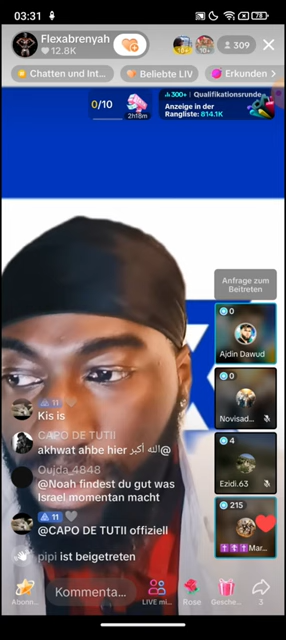 03:31
78
Flexabrenyah
12.8K
309
Chatten und Int...
Beliebte LIV
Erkunden
0/10
2h18m
300+ | Qualifikationsrunde
Anzeige in der
Rangliste: 814.1K
Anfrage zum
Beitreten
0
Ajdin Dawud
0
Novisad...
4
Ezidi.63
215
Mar...
11
Kis is
CAPO DE TUTII
akhwat ahbe hier الله أكبر@
Oujda_4848
@Noah findest du gut was
Israel momentan macht
11
@CAPO DE TUTII offiziell
pipi ist beigetreten
Abonn...
Kommenta...
LIVE mi...
Rose
Gesche...
3